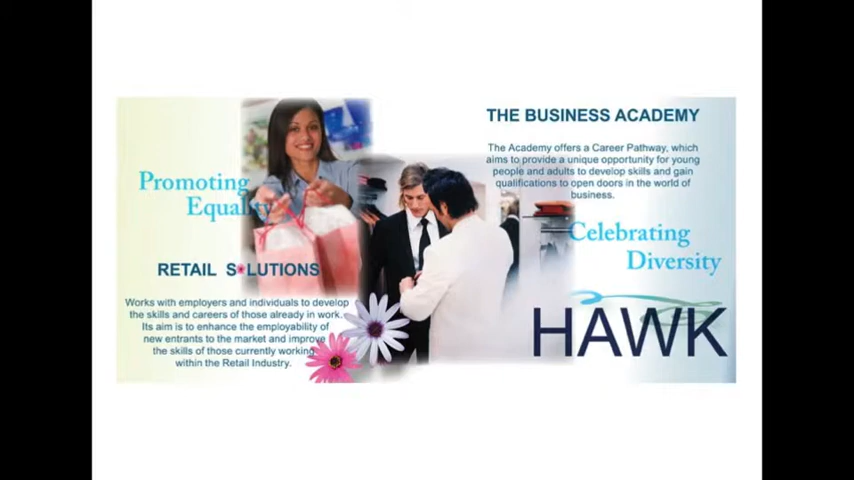 Promoting
Equality
RETAIL SOLUTIONS
Works with employers and individuals to develop
the skills and careers of those already in work.
Its aim is to enhance the employability of
new entrants to the market and improve
the skills of those currently working
within the Retail Industry.
THE BUSINESS ACADEMY
The Academy offers a Career Pathway, which
aims to provide a unique opportunity for young
people and adults to develop skills and gain
qualifications to open doors in the world of
business.
Celebrating
Diversity
HAWK